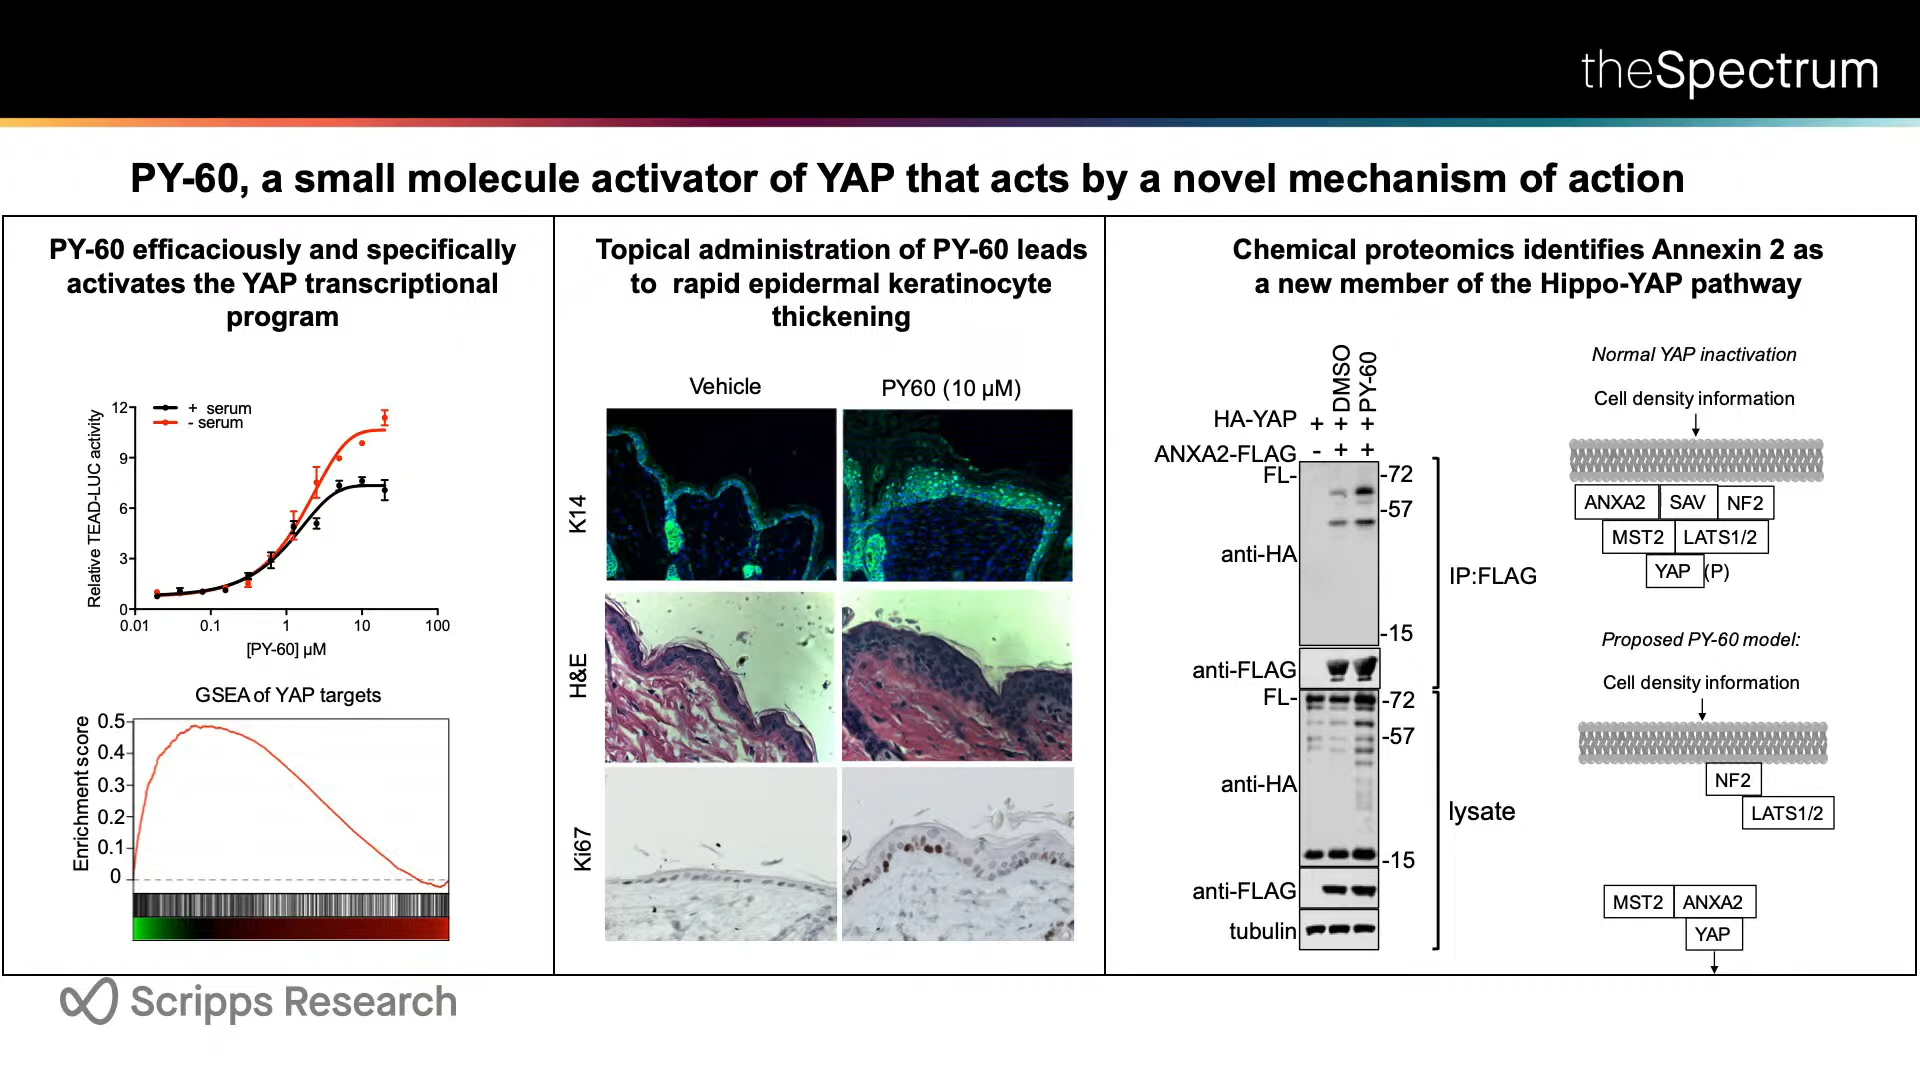 theSpectrum
PY-60, a small molecule activator of YAP that acts by a novel mechanism of action
PY-60 efficaciously and specifically
activates the YAP transcriptional
program
12
9
6
3
0
Relative TEAD-LUC activity
+ serum
- serum
0.01
0.1
1
10
100
[PY-60] µM
GSEA of YAP targets
Enrichment score
0.5
0.4
0.3
0.2
0.1
0
Topical administration of PY-60 leads
to rapid epidermal keratinocyte
thickening
Vehicle
PY60 (10 µM)
K14
H&E
Ki67
Chemical proteomics identifies Annexin 2 as
a new member of the Hippo-YAP pathway
DMSO
PY-60
HA-YAP + + +
ANXA2-FLAG - + +
FL-
-72
-57
anti-HA
-15
IP:FLAG
anti-FLAG
FL-
-72
-57
anti-HA
-15
lysate
anti-FLAG
tubulin
Normal YAP inactivation
Cell density information
ANXA2 SAV NF2
MST2 LATS1/2
YAP (P)
Proposed PY-60 model:
Cell density information
NF2
LATS1/2
MST2 ANXA2
YAP
Scripps Research